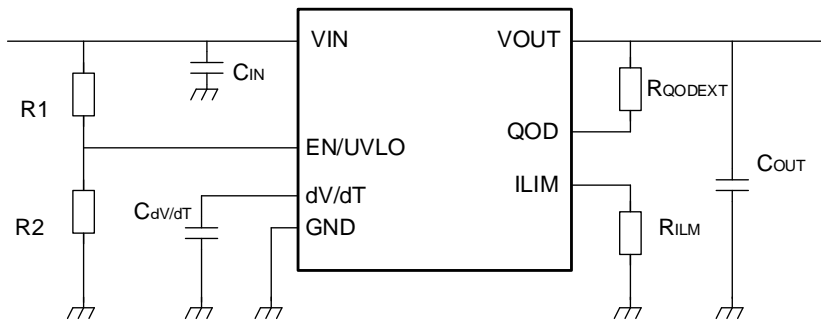 VIN
VOUT
CIN
RQODEXT
R1
QOD
EN/UVLO
COUT
ILIM
dV/dT
CdV/dT
R2
GND
RILM